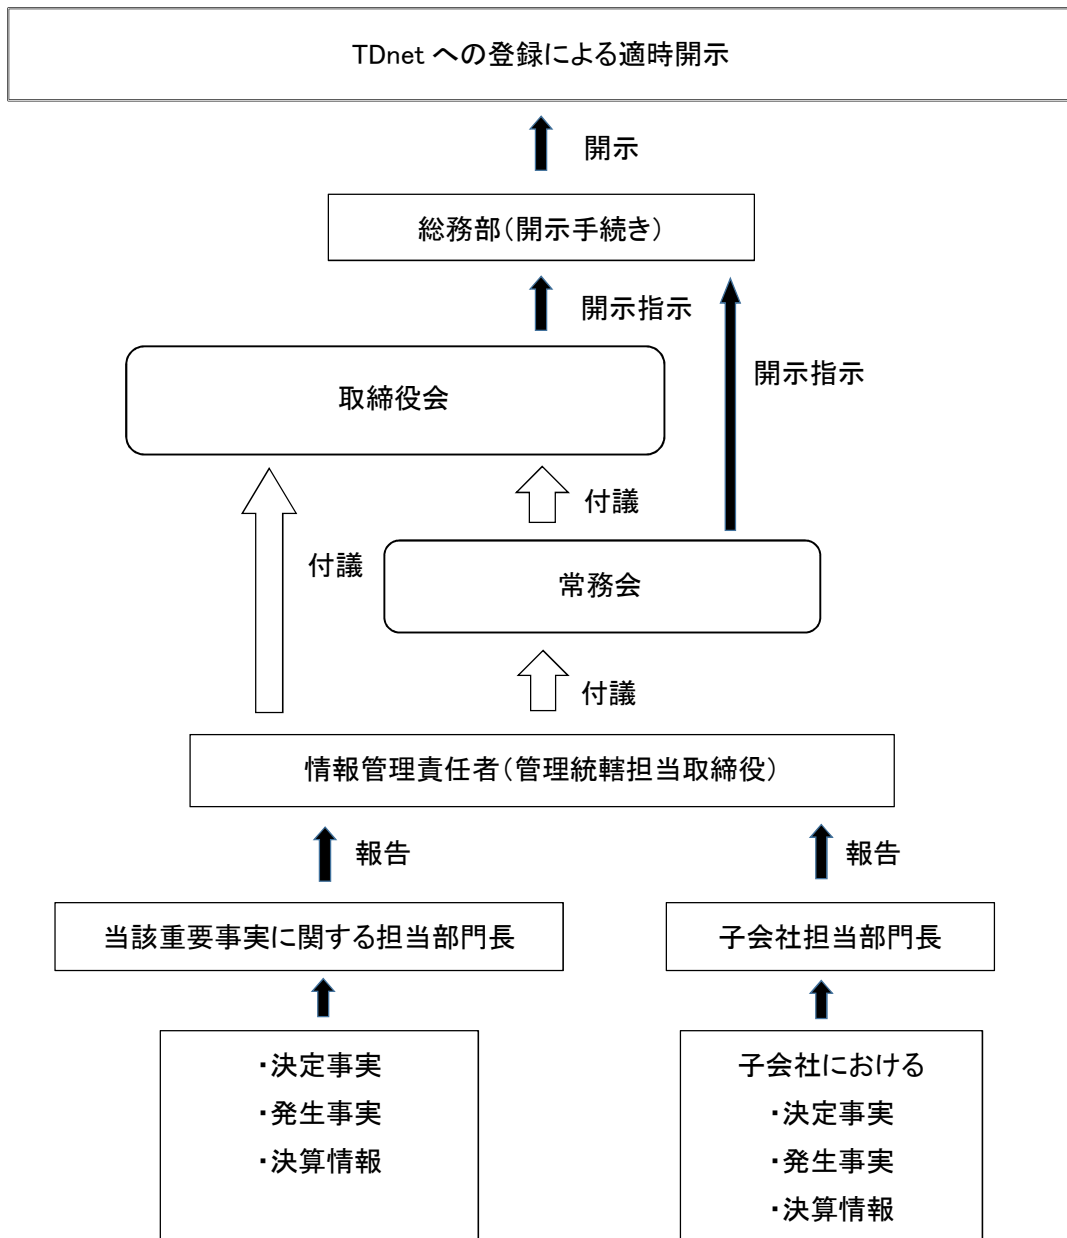 TDnet への登録による適時開示
開示
総務部(開示手続き)
開示指示
開示指示
取締役会
付議
付議
常務会
付議
情報管理責任者(管理統轄担当取締役)
報告
報告
当該重要事実に関する担当部門長
子会社担当部門長
・決定事実
・発生事実
・決算情報
子会社における
・決定事実
・発生事実
・決算情報